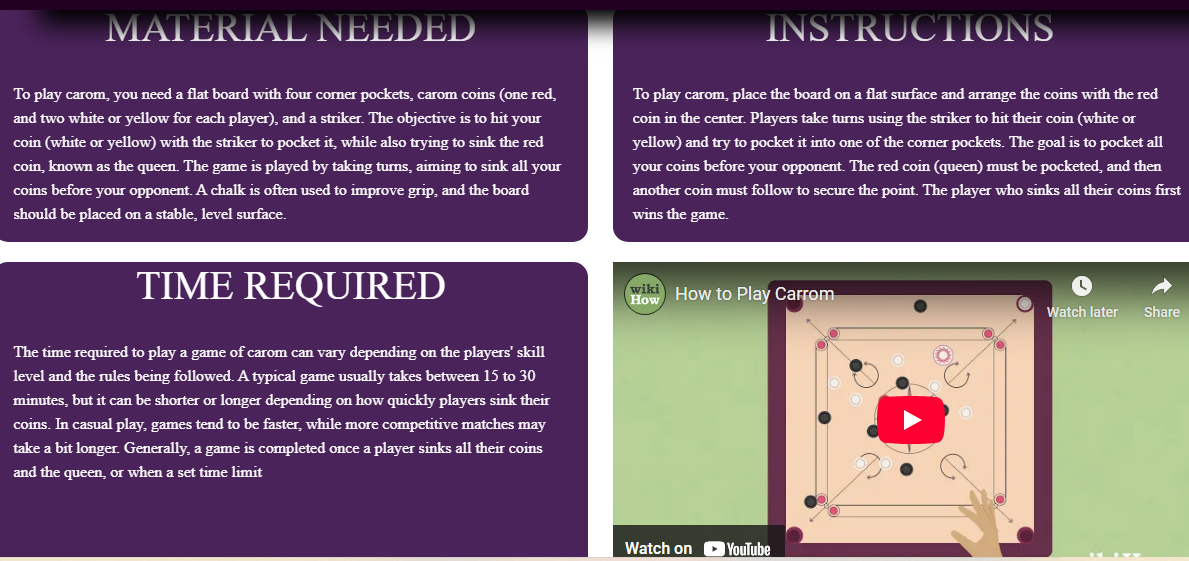 MATERIAL NEEDED
To play carom, you need a flat board with four corner pockets, carom coins (one red,
and two white or yellow for each player), and a striker. The objective is to hit your
coin (white or yellow) with the striker to pocket it, while also trying to sink the red
coin, known as the queen. The game is played by taking turns, aiming to sink all your
coins before your opponent. A chalk is often used to improve grip, and the board
should be placed on a stable, level surface.
INSTRUCTIONS
To play carom, place the board on a flat surface and arrange the coins with the red
coin in the center. Players take turns using the striker to hit their coin (white or
yellow) and try to pocket it into one of the corner pockets. The goal is to pocket all
your coins before your opponent. The red coin (queen) must be pocketed, and then
another coin must follow to secure the point. The player who sinks all their coins first
wins the game.
TIME REQUIRED
The time required to play a game of carom can vary depending on the players' skill
level and the rules being followed. A typical game usually takes between 15 to 30
minutes, but it can be shorter or longer depending on how quickly players sink their
coins. In casual play, games tend to be faster, while more competitive matches may
take a bit longer. Generally, a game is completed once a player sinks all their coins
and the queen, or when a set time limit
wiki
How
How to Play Carrom
Watch later
Share
Watch on YouTube